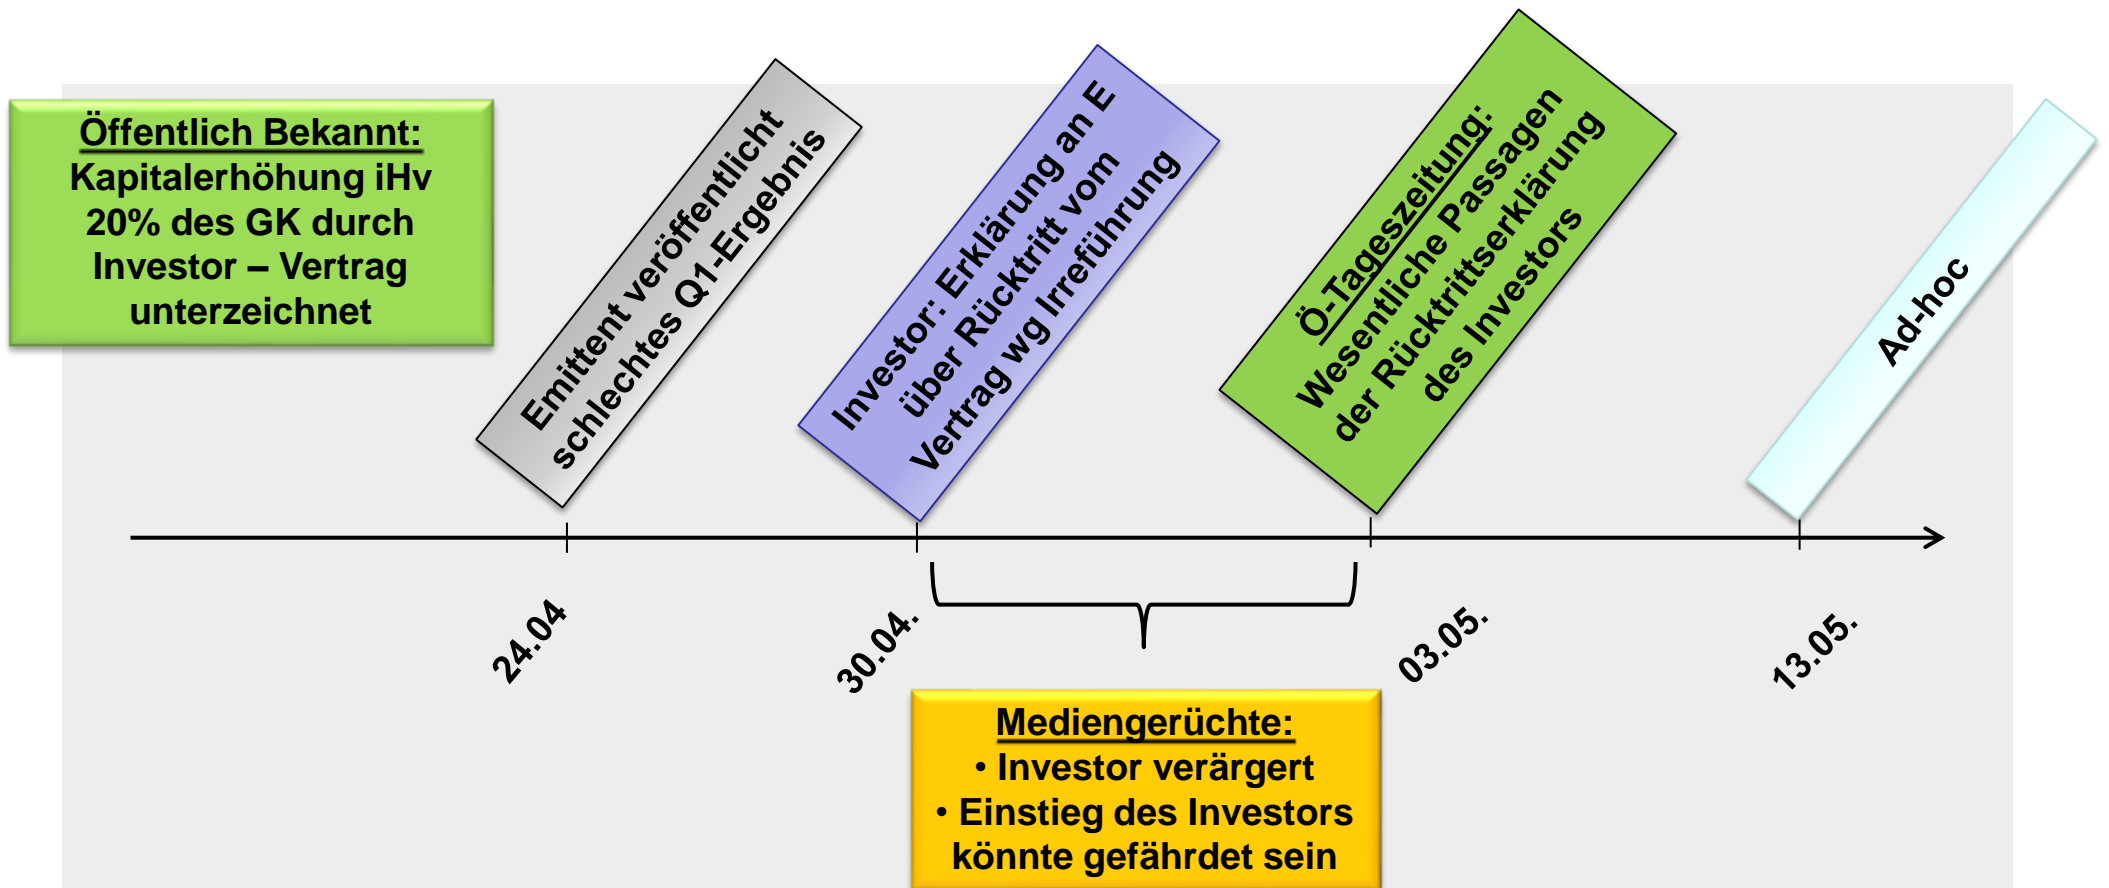 Öffentlich Bekannt:
Kapitalerhöhung iHv
20% des GK durch
Investor – Vertrag
unterzeichnet
Emittent veröffentlicht
schlechtes Q1-Ergebnis
Investor: Erklärung an E
über Rücktritt vom
Vertrag wg Irreführung
Ö-Tageszeitung:
Wesentliche Passagen
der Rücktrittserklärung
des Investors
Ad-hoc
24.04
30.04.
03.05.
13.05.
Mediengerüchte:
• Investor verärgert
• Einstieg des Investors
könnte gefährdet sein